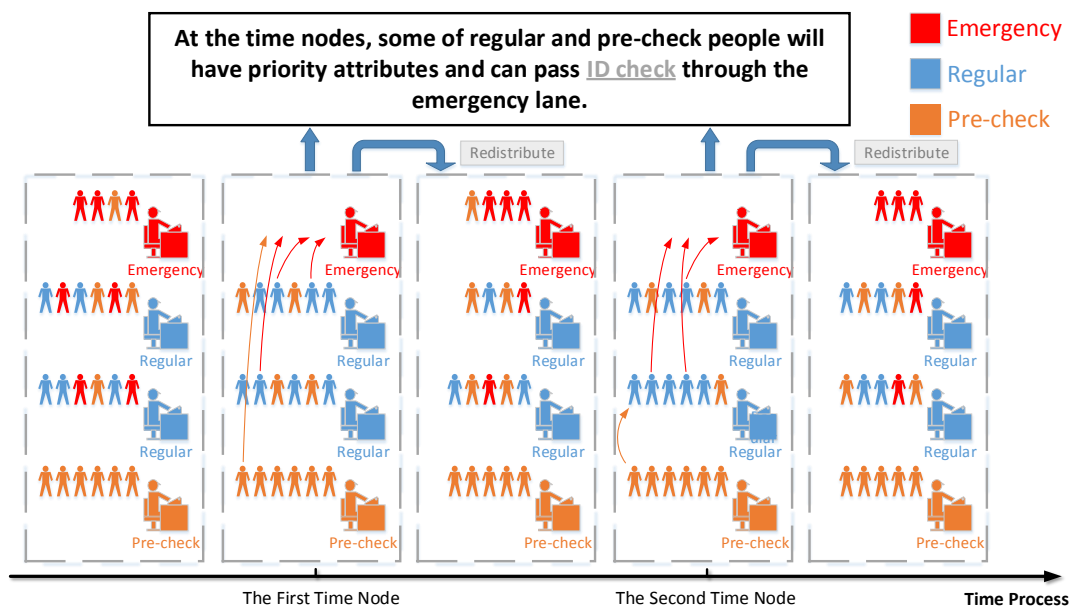 At the time nodes, some of regular and pre-check people will
have priority attributes and can pass ID check through the
emergency lane.
Emergency
Regular
Pre-check
Redistribute
Redistribute
Emergency
Emergency
Emergency
Emergency
Emergency
Regular
Regular
Regular
Regular
Regular
Regular
Regular
Regular
ular
Regular
Regular
Pre-check
Pre-check
Pre-check
Pre-check
Pre-check
The First Time Node
The Second Time Node
Time Process